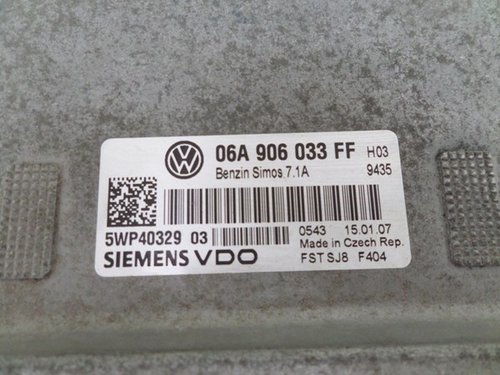 06A 906 033 FF H03
Benzin Simos 7.1A 9435
5WP40329 03 0543 15.01.07
Made in Czech Rep.
SIEMENS VDO FST SJ8 F404